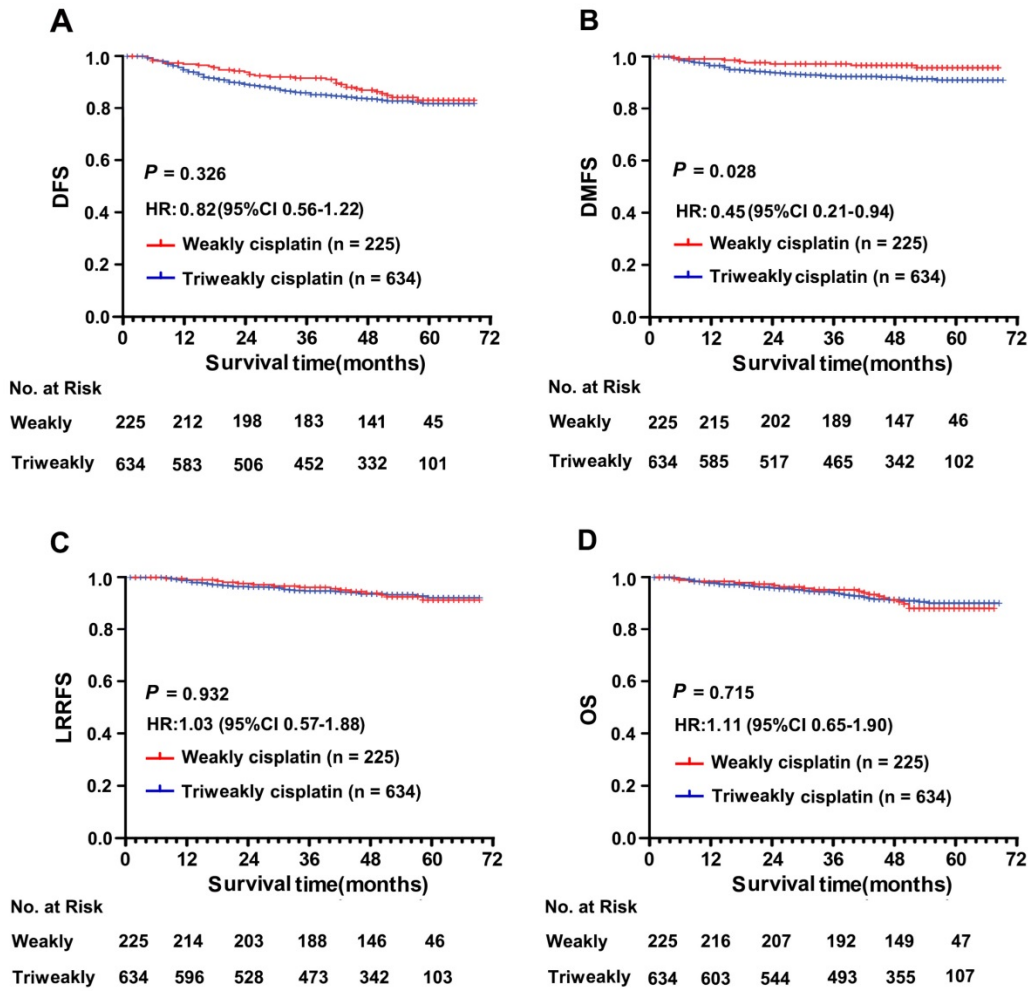 A
1.0
0.8
0.6
0.4
0.2
0.0
DFS
P = 0.326
HR: 0.82 (95%CI 0.56-1.22)
Weakly cisplatin (n = 225)
Triweakly cisplatin (n = 634)
0 12 24 36 48 60 72
Survival time(months)
No. at Risk
Weakly 225 212 198 183 141 45
Triweakly 634 583 506 452 332 101
B
1.0
0.8
0.6
0.4
0.2
0.0
DMFS
P = 0.028
HR: 0.45 (95%CI 0.21-0.94)
Weakly cisplatin (n = 225)
Triweakly cisplatin (n = 634)
0 12 24 36 48 60 72
Survival time(months)
No. at Risk
Weakly 225 215 202 189 147 46
Triweakly 634 585 517 465 342 102
C
1.0
0.8
0.6
0.4
0.2
0.0
LRRFS
P = 0.932
HR:1.03 (95%CI 0.57-1.88)
Weakly cisplatin (n = 225)
Triweakly cisplatin (n = 634)
0 12 24 36 48 60 72
Survival time(months)
No. at Risk
Weakly 225 214 203 188 146 46
Triweakly 634 596 528 473 342 103
D
1.0
0.8
0.6
0.4
0.2
0.0
OS
P = 0.715
HR:1.11 (95%CI 0.65-1.90)
Weakly cisplatin (n = 225)
Triweakly cisplatin (n = 634)
0 12 24 36 48 60 72
Survival time(months)
No. at Risk
Weakly 225 216 207 192 149 47
Triweakly 634 603 544 493 355 107